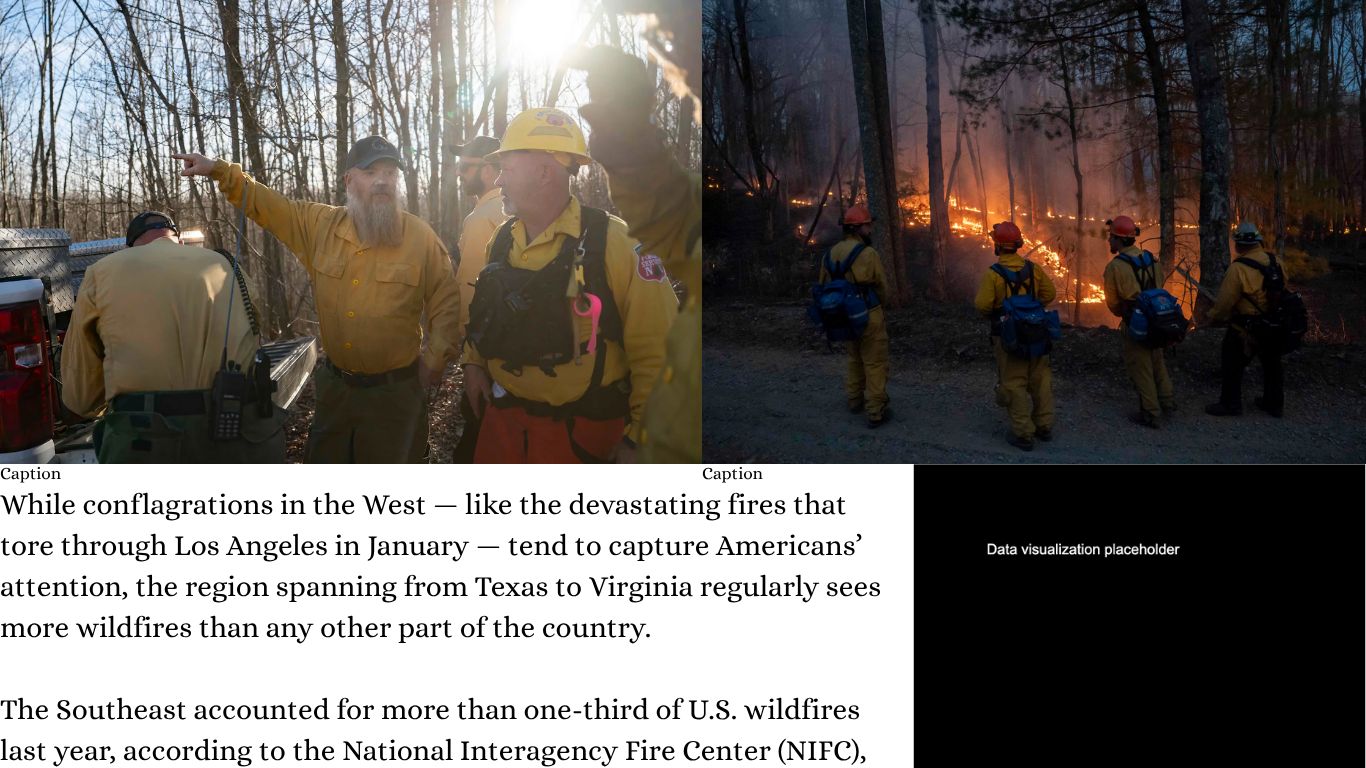 Caption
Caption
While conflagrations in the West — like the devastating fires that
tore through Los Angeles in January — tend to capture Americans’
attention, the region spanning from Texas to Virginia regularly sees
more wildfires than any other part of the country.
The Southeast accounted for more than one-third of U.S. wildfires
last year, according to the National Interagency Fire Center (NIFC),
Data visualization placeholder